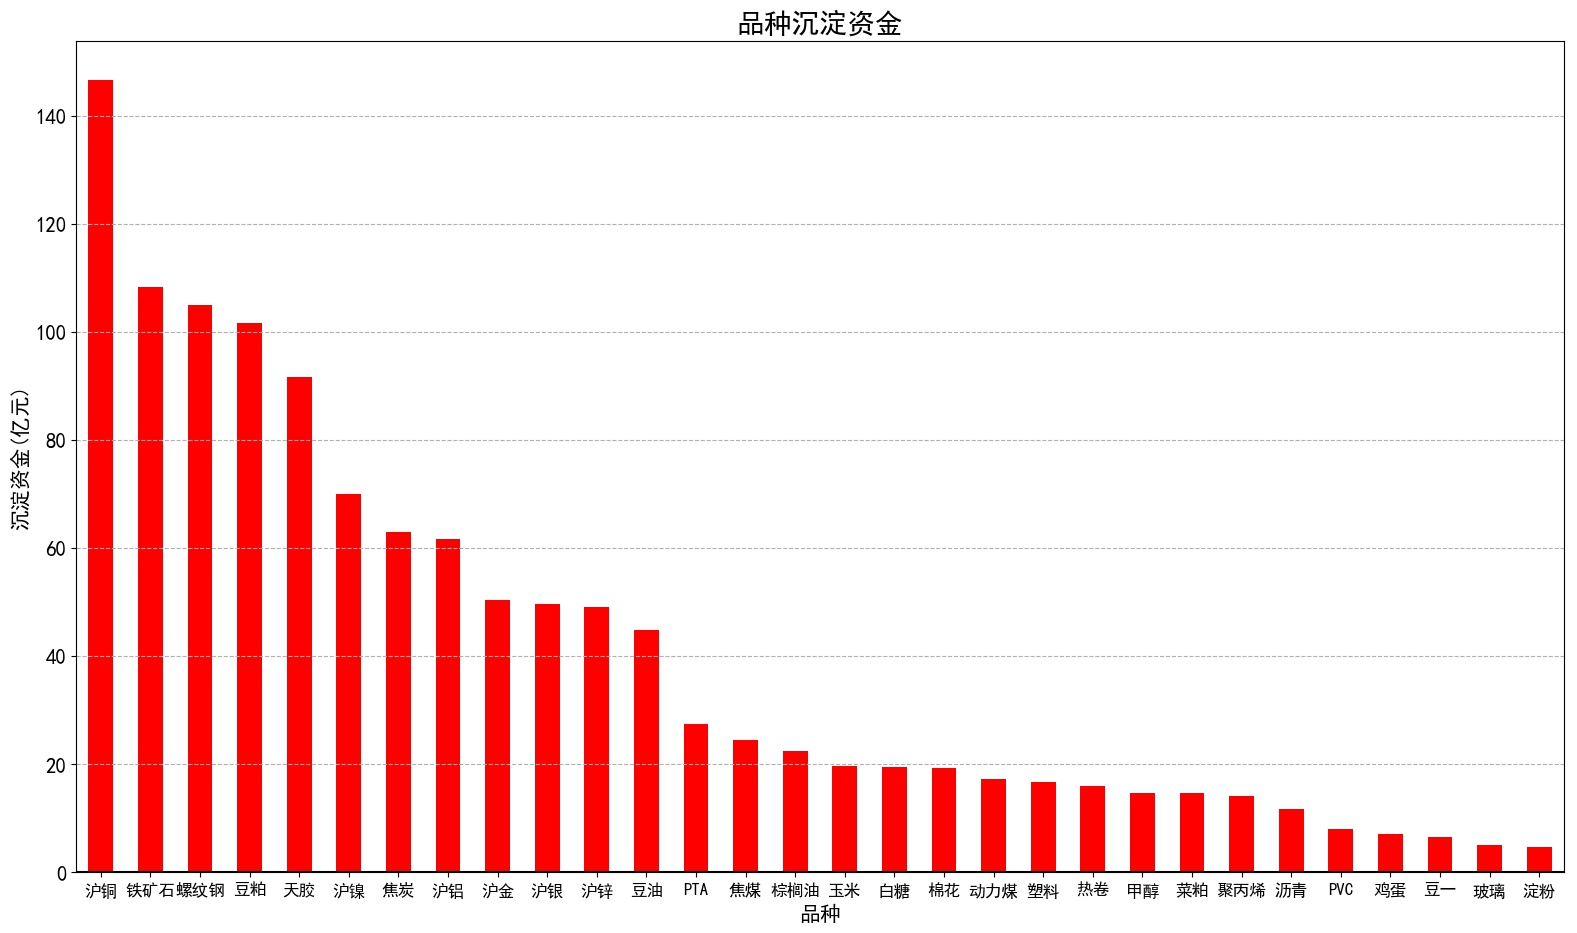 品种沉淀资金
沉淀资金(亿元)
140
120
100
80
60
40
20
0
沪铜 铁矿石 螺纹钢 豆粕 天胶 沪镍 焦炭 沪铝 沪金 沪银 沪锌 豆油 PTA 焦煤 棕榈油 玉米 白糖 棉花 动力煤 塑料 热卷 甲醇 菜粕 聚丙烯 沥青 PVC 鸡蛋 豆一 玻璃 淀粉
品种